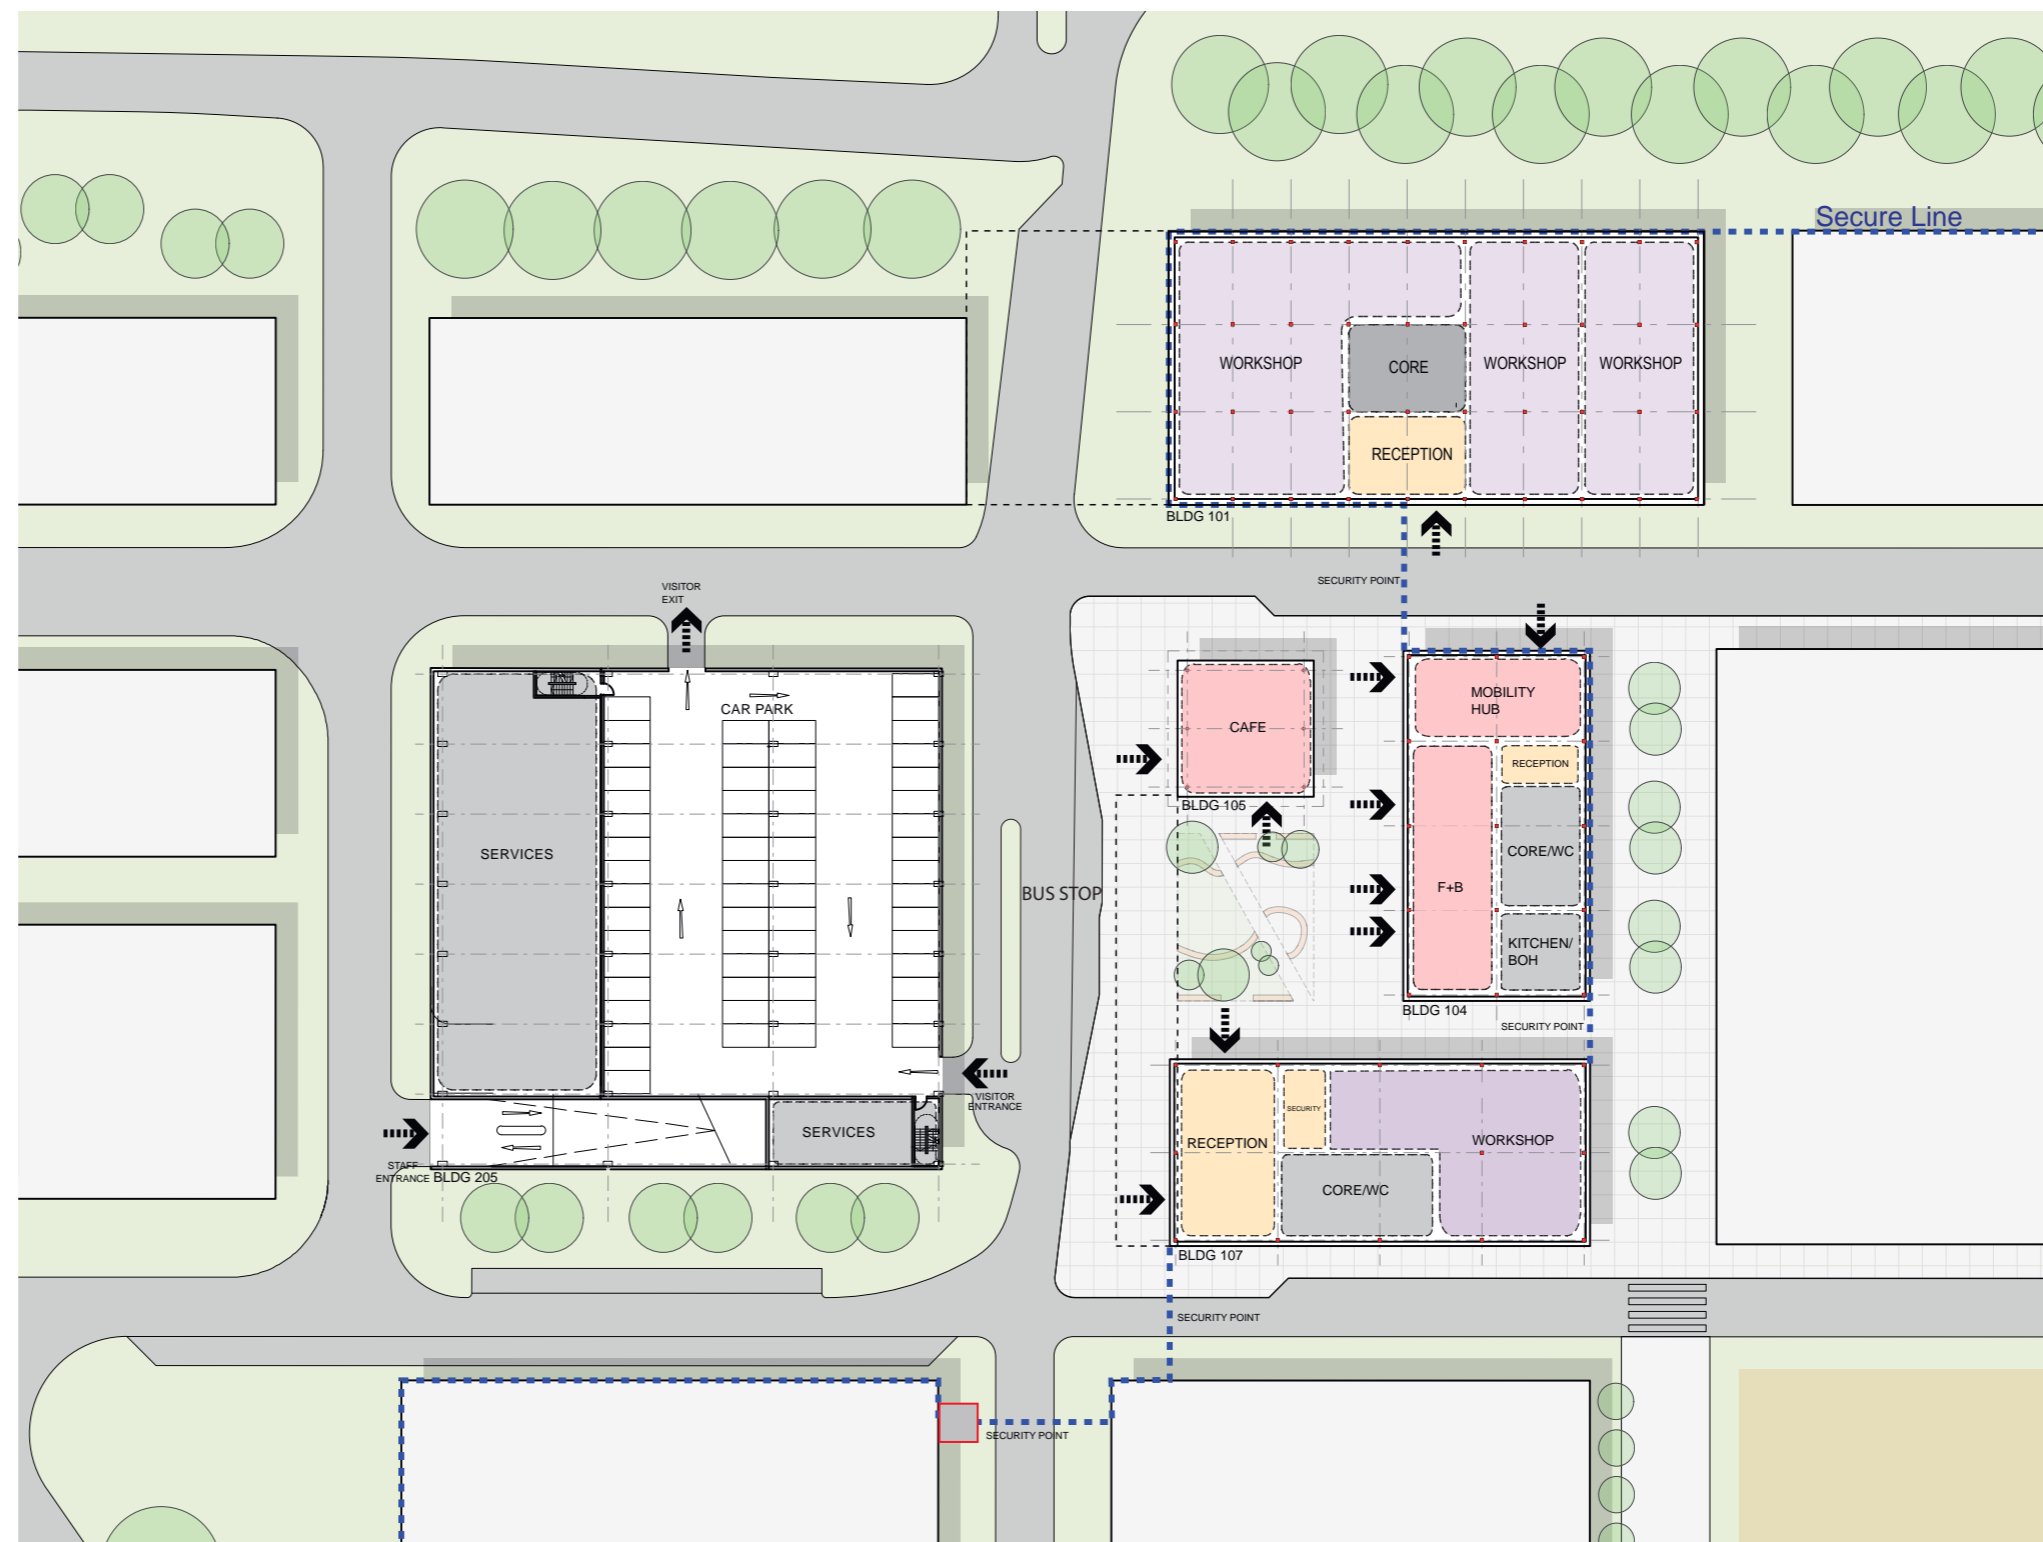 Secure Line
WORKSHOP
CORE
WORKSHOP
WORKSHOP
RECEPTION
BLDG 101
SECURITY POINT
VISITOR
EXIT
CAR PARK
SERVICES
CAFE
BLDG 105
MOBILITY
HUB
RECEPTION
CORE/WC
F+B
KITCHEN/
BOH
BLDG 104
SECURITY POINT
BUS STOP
VISITOR
ENTRANCE
SERVICES
STAFF
ENTRANCE
BLDG 205
RECEPTION
SECURITY
WORKSHOP
CORE/WC
BLDG 107
SECURITY POINT
SECURITY POINT